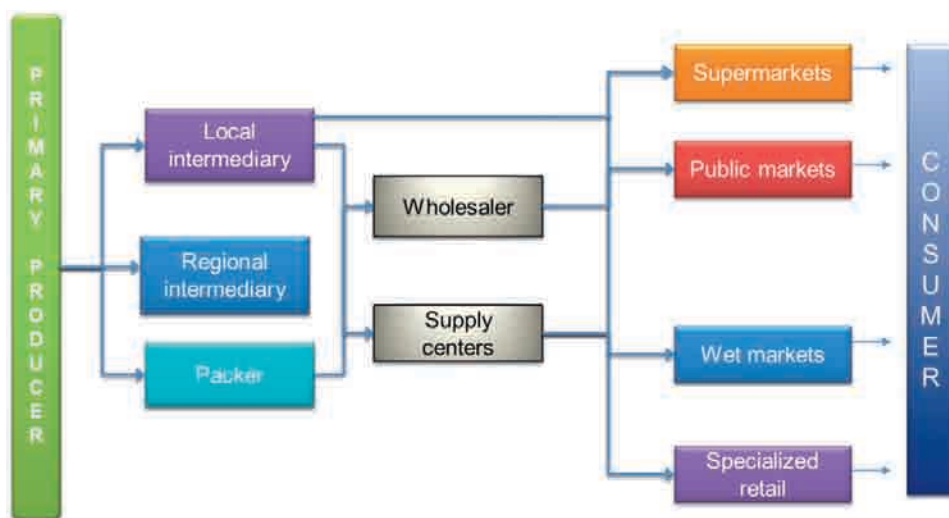 PRIMARY PRODUCER
Local
intermediary
Regional
intermediary
Packer
Wholesaler
Supply
centers
Supermarkets
Public markets
Wet markets
Specialized
retail
CONSUMER